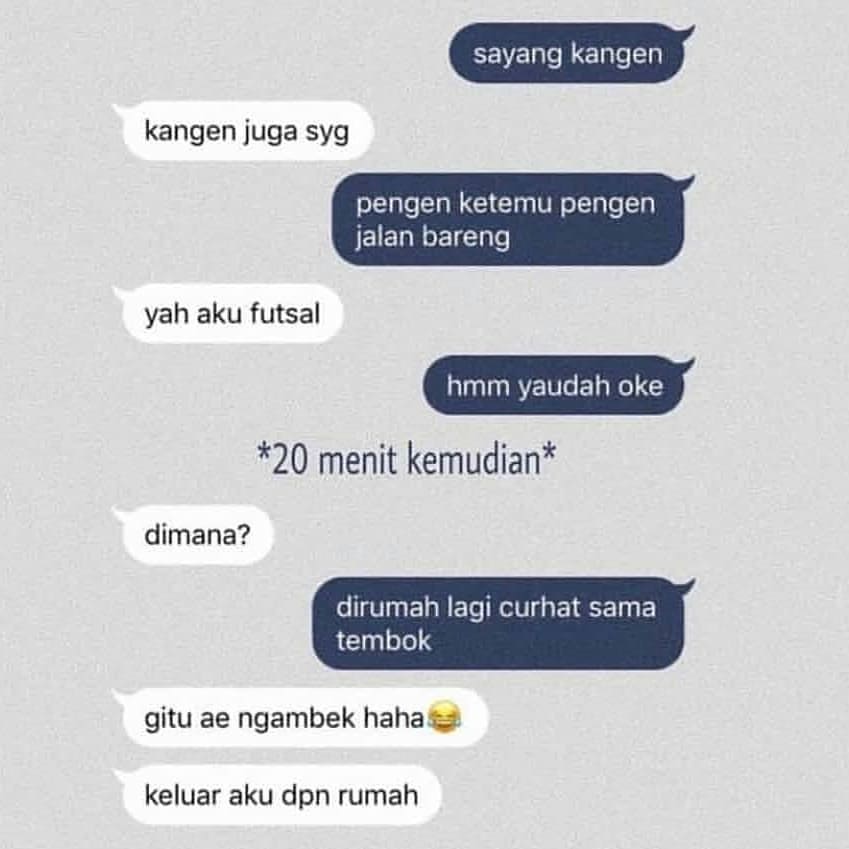 sayang kangen
kangen juga syg
pengen ketemu pengen
jalan bareng
yah aku futsal
hmm yaudah oke
*20 menit kemudian*
dimana?
dirumah lagi curhat sama
tembok
gitu ae ngambek haha😂
keluar aku dpn rumah